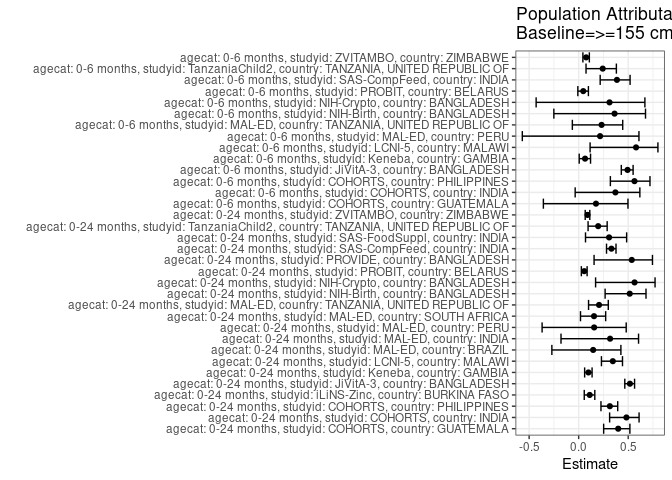 Population Attributa
Baseline=>=155 cm
agecat: 0-6 months, studyid: ZVITAMBO, country: ZIMBABWE
agecat: 0-6 months, studyid: TanzaniaChild2, country: TANZANIA, UNITED REPUBLIC OF
agecat: 0-6 months, studyid: SAS-CompFeed, country: INDIA
agecat: 0-6 months, studyid: PROBIT, country: BELARUS
agecat: 0-6 months, studyid: NIH-Crypto, country: BANGLADESH
agecat: 0-6 months, studyid: NIH-Birth, country: BANGLADESH
agecat: 0-6 months, studyid: MAL-ED, country: TANZANIA, UNITED REPUBLIC OF
agecat: 0-6 months, studyid: MAL-ED, country: PERU
agecat: 0-6 months, studyid: LCNI-5, country: MALAWI
agecat: 0-6 months, studyid: Keneba, country: GAMBIA
agecat: 0-6 months, studyid: JiVitA-3, country: BANGLADESH
agecat: 0-6 months, studyid: COHORTS, country: PHILIPPINES
agecat: 0-6 months, studyid: COHORTS, country: INDIA
agecat: 0-6 months, studyid: COHORTS, country: GUATEMALA
agecat: 0-24 months, studyid: ZVITAMBO, country: ZIMBABWE
agecat: 0-24 months, studyid: TanzaniaChild2, country: TANZANIA, UNITED REPUBLIC OF
agecat: 0-24 months, studyid: SAS-FoodSuppl, country: INDIA
agecat: 0-24 months, studyid: SAS-CompFeed, country: INDIA
agecat: 0-24 months, studyid: PROVIDE, country: BANGLADESH
agecat: 0-24 months, studyid: PROBIT, country: BELARUS
agecat: 0-24 months, studyid: NIH-Crypto, country: BANGLADESH
agecat: 0-24 months, studyid: NIH-Birth, country: BANGLADESH
agecat: 0-24 months, studyid: MAL-ED, country: TANZANIA, UNITED REPUBLIC OF
agecat: 0-24 months, studyid: MAL-ED, country: SOUTH AFRICA
agecat: 0-24 months, studyid: MAL-ED, country: PERU
agecat: 0-24 months, studyid: MAL-ED, country: INDIA
agecat: 0-24 months, studyid: MAL-ED, country: BRAZIL
agecat: 0-24 months, studyid: LCNI-5, country: MALAWI
agecat: 0-24 months, studyid: Keneba, country: GAMBIA
agecat: 0-24 months, studyid: JiVitA-3, country: BANGLADESH
agecat: 0-24 months, studyid: iLiNS-Zinc, country: BURKINA FASO
agecat: 0-24 months, studyid: COHORTS, country: PHILIPPINES
agecat: 0-24 months, studyid: COHORTS, country: INDIA
agecat: 0-24 months, studyid: COHORTS, country: GUATEMALA
-0.5 0.0 0.5
Estimate